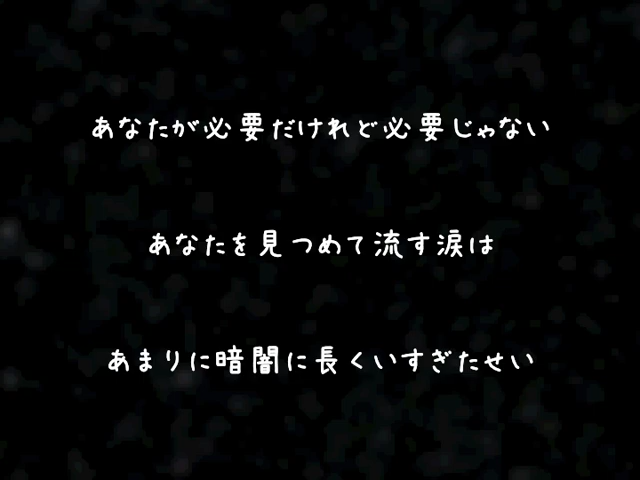 あなたが必要だけれど必要じゃない
あなたを見つめて流す涙は
あまりに暗闇に長くいすぎたせい